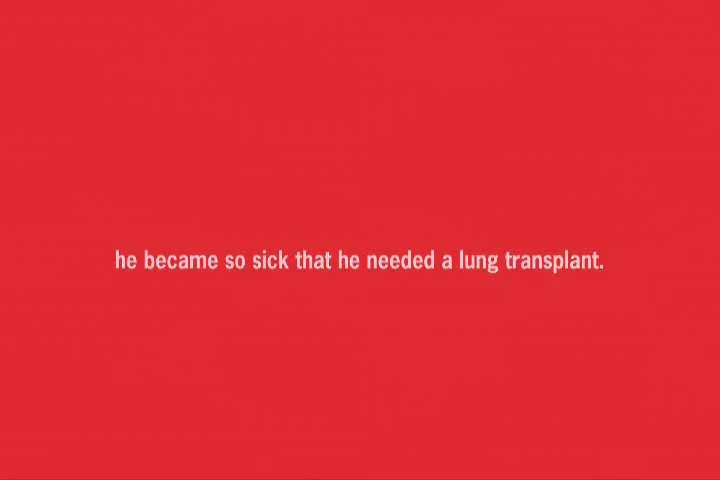 he became so sick that he needed a lung transplant.